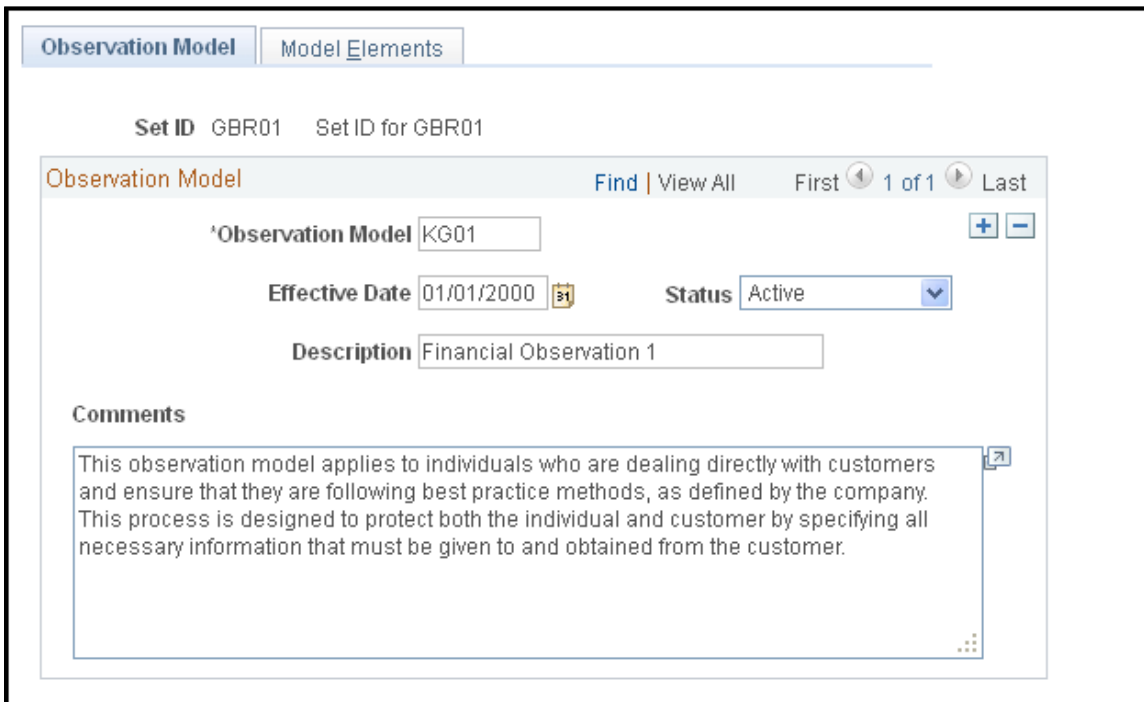 Observation Model Model Elements
Set ID GBR01 Set ID for GBR01
Observation Model Find | View All First 1 of 1 Last
*Observation Model KG01 + −
Effective Date 01/01/2000 31 Status Active
Description Financial Observation 1
Comments
This observation model applies to individuals who are dealing directly with customers
and ensure that they are following best practice methods, as defined by the company.
This process is designed to protect both the individual and customer by specifying all
necessary information that must be given to and obtained from the customer.